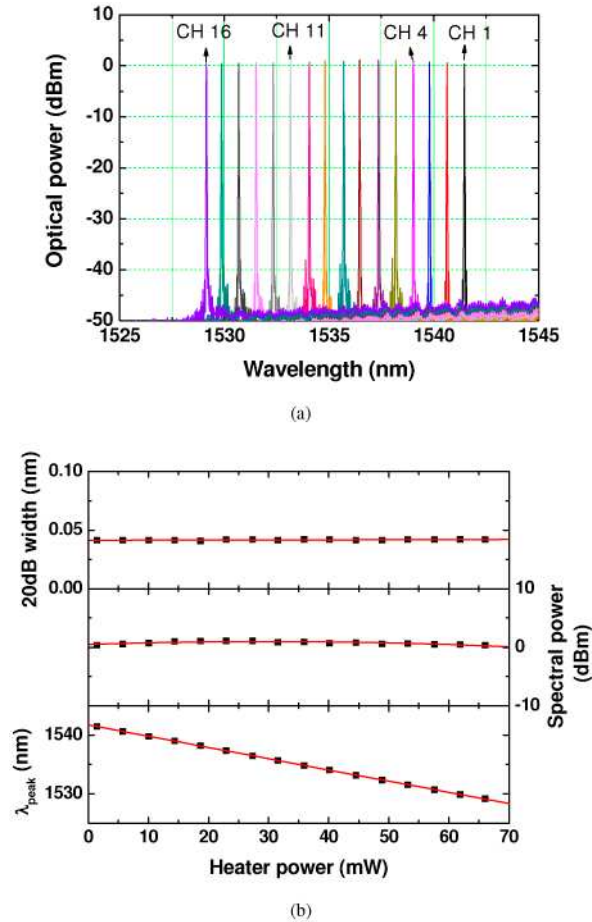 CH 16 CH 11 CH 4 CH 1
10
0
-10
-20
-30
-40
-50
Optical power (dBm)
1525 1530 1535 1540 1545
Wavelength (nm)
(a)
0.10
0.05
0.00
20dB width (nm)
10
0
-10
Spectral power
(dBm)
1540
1530
λpeak (nm)
0 10 20 30 40 50 60 70
Heater power (mW)
(b)